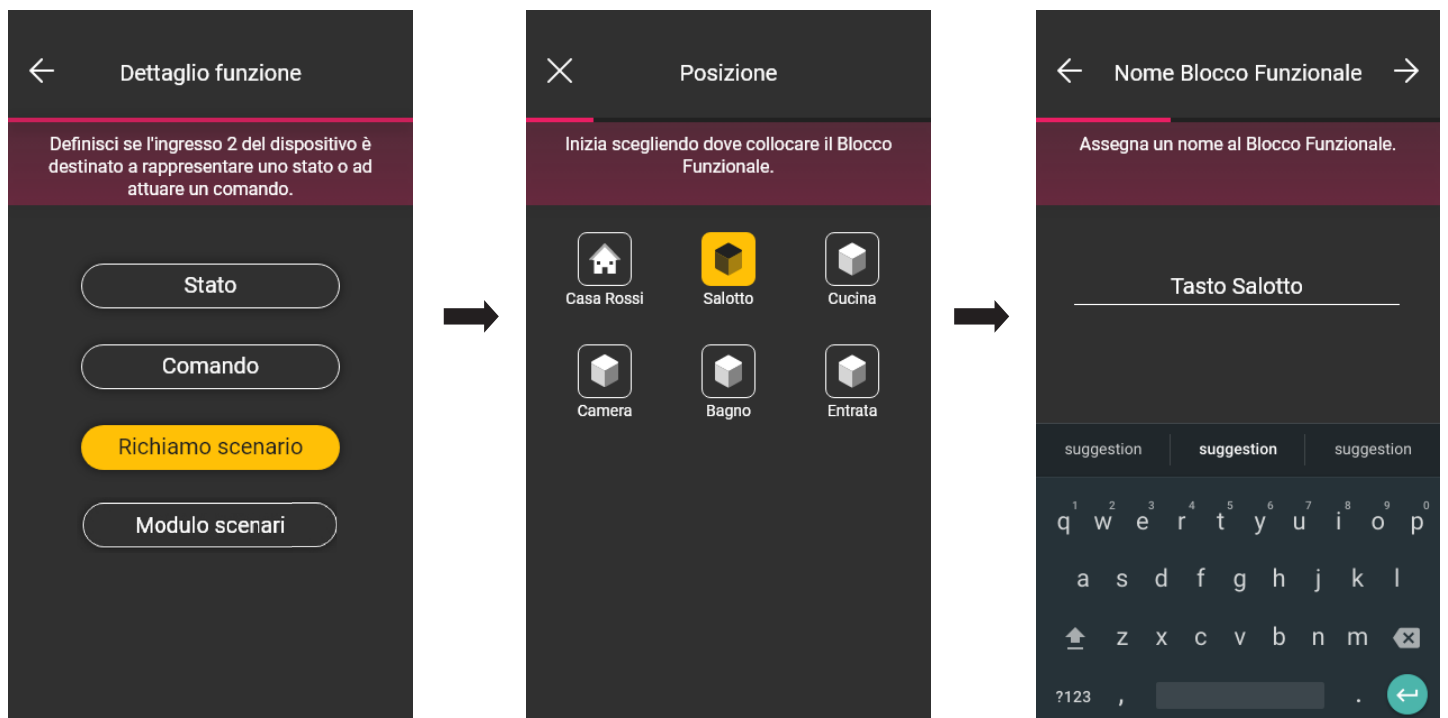 Dettaglio funzione
Definisci se l'ingresso 2 del dispositivo è
destinato a rappresentare uno stato o ad
attuare un comando.
Stato
Comando
Richiamo scenario
Modulo scenari
Posizione
Inizia scegliendo dove collocare il Blocco
Funzionale.
Casa Rossi Salotto Cucina
Camera Bagno Entrata
Nome Blocco Funzionale
Assegna un nome al Blocco Funzionale.
Tasto Salotto
suggestion suggestion suggestion
1 2 3 4 5 6 7 8 9 0
q w e r t y u i o p
a s d f g h j k l
z x c v b n m
?123 , .